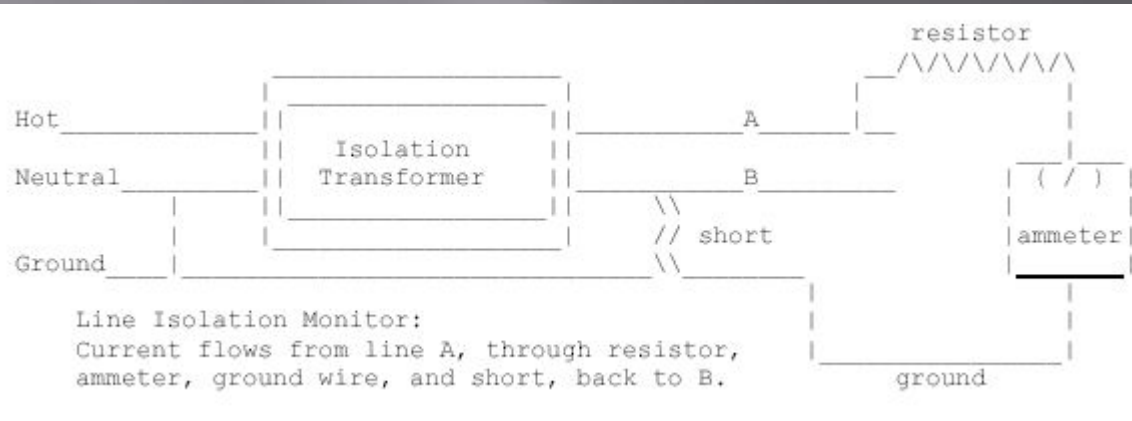 resistor
Hot
A
Isolation
Neutral
Transformer
B
( / )
short
ammeter
Ground
Line Isolation Monitor:
Current flows from line A, through resistor,
ammeter, ground wire, and short, back to B.
ground